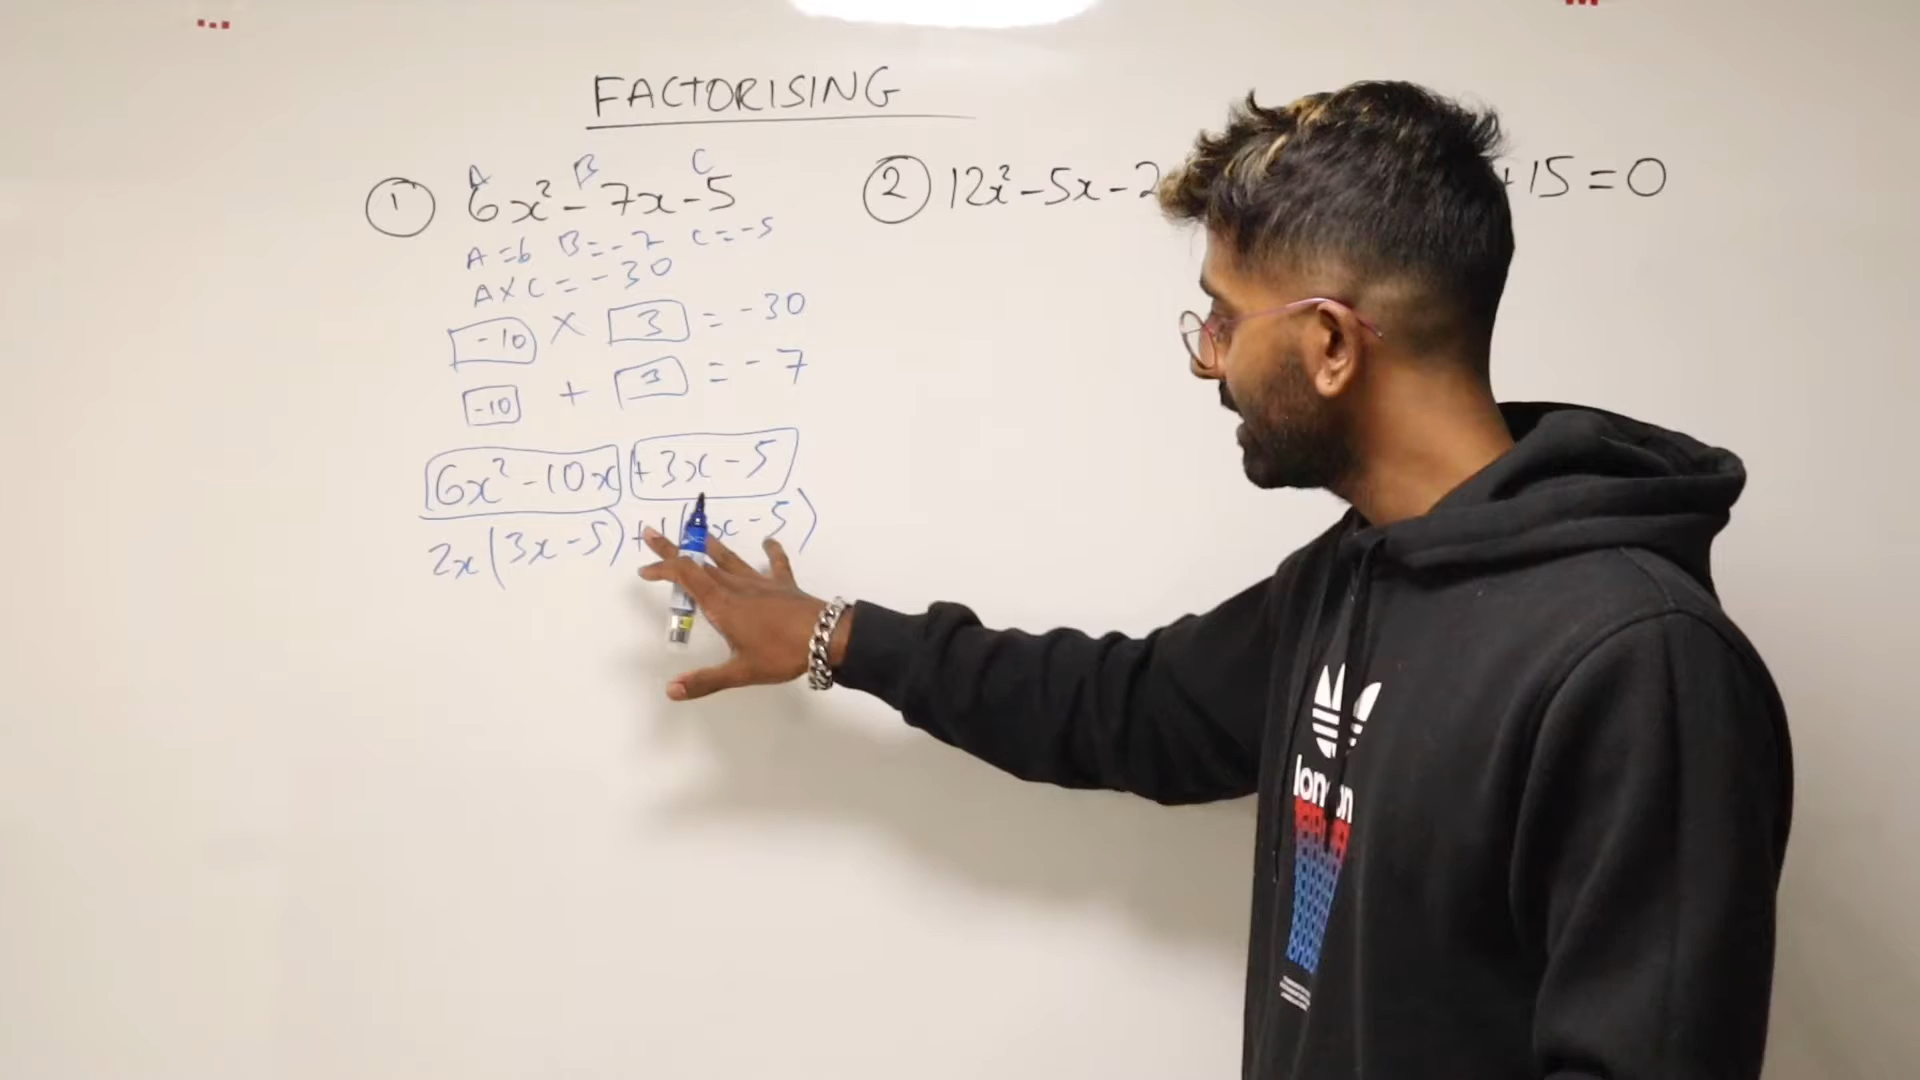 FACTORISING
A B C
① 6x² - 7x - 5
A = 6 B = -7 C = -5
A × C = -30
-10 × 3 = -30
-10 + 3 = -7
6x² - 10x + 3x - 5
2x(3x - 5) + x - 5)
② 12x² - 5x - 2
+ 15 = 0
london